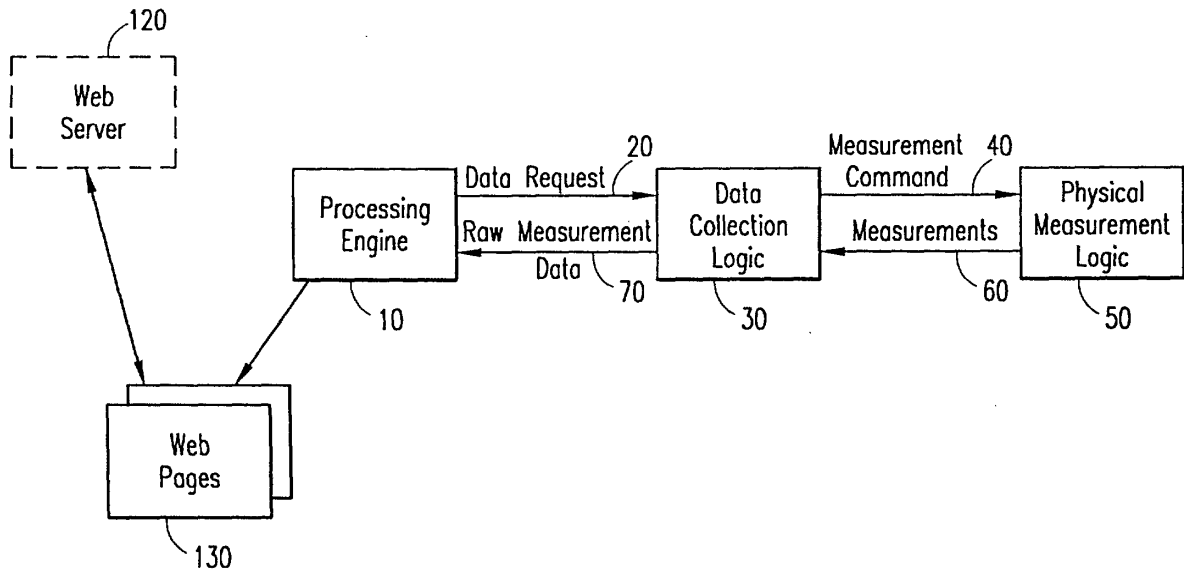 120
Web
Server
Processing
Engine
10
Data Request
20
Raw Measurement
Data
70
Data
Collection
Logic
30
Measurement
Command
40
Measurements
60
Physical
Measurement
Logic
50
Web
Pages
130